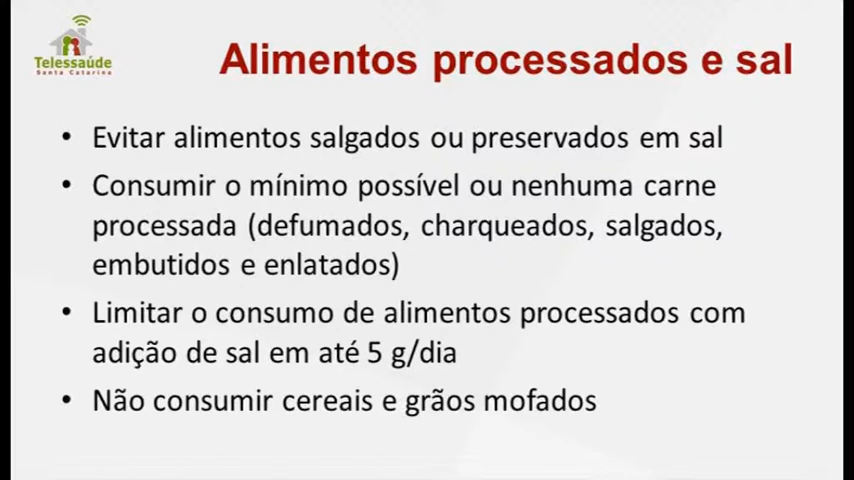 Telessaúde
Santa Catarina
Alimentos processados e sal
• Evitar alimentos salgados ou preservados em sal
• Consumir o mínimo possível ou nenhuma carne
processada (defumados, charqueados, salgados,
embutidos e enlatados)
• Limitar o consumo de alimentos processados com
adição de sal em até 5 g/dia
• Não consumir cereais e grãos mofados